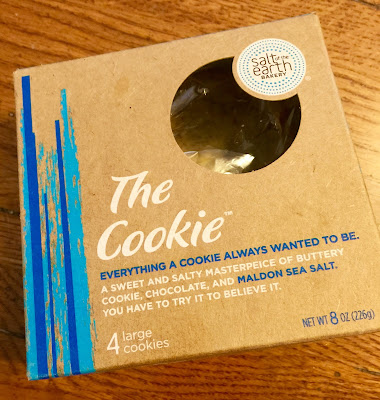 salt of the
earth
BAKERY
The
Cookie™
EVERYTHING A COOKIE ALWAYS WANTED TO BE.
A SWEET AND SALTY MASTERPEICE OF BUTTERY
COOKIE, CHOCOLATE, AND MALDON SEA SALT.
YOU HAVE TO TRY IT TO BELIEVE IT.
4 large
cookies
NET WT 8 OZ (226g)